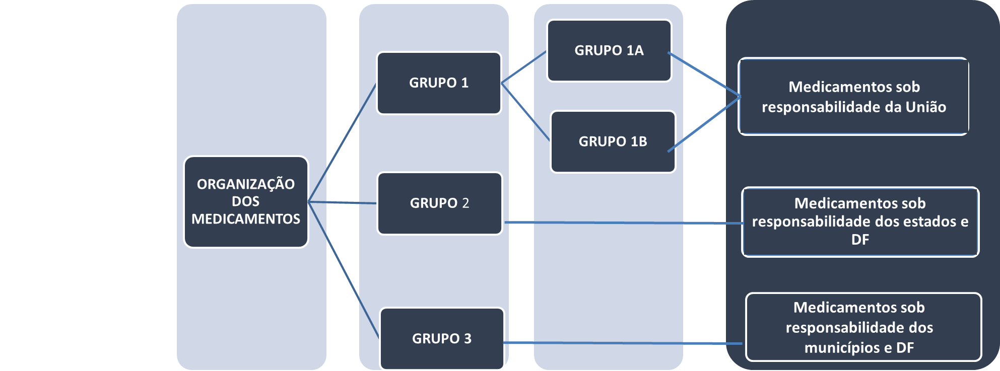 ORGANIZAÇÃO
DOS
MEDICAMENTOS
GRUPO 1
GRUPO 2
GRUPO 3
GRUPO 1A
GRUPO 1B
Medicamentos sob
responsabilidade da União
Medicamentos sob
responsabilidade dos estados e
DF
Medicamentos sob
responsabilidade dos
municípios e DF